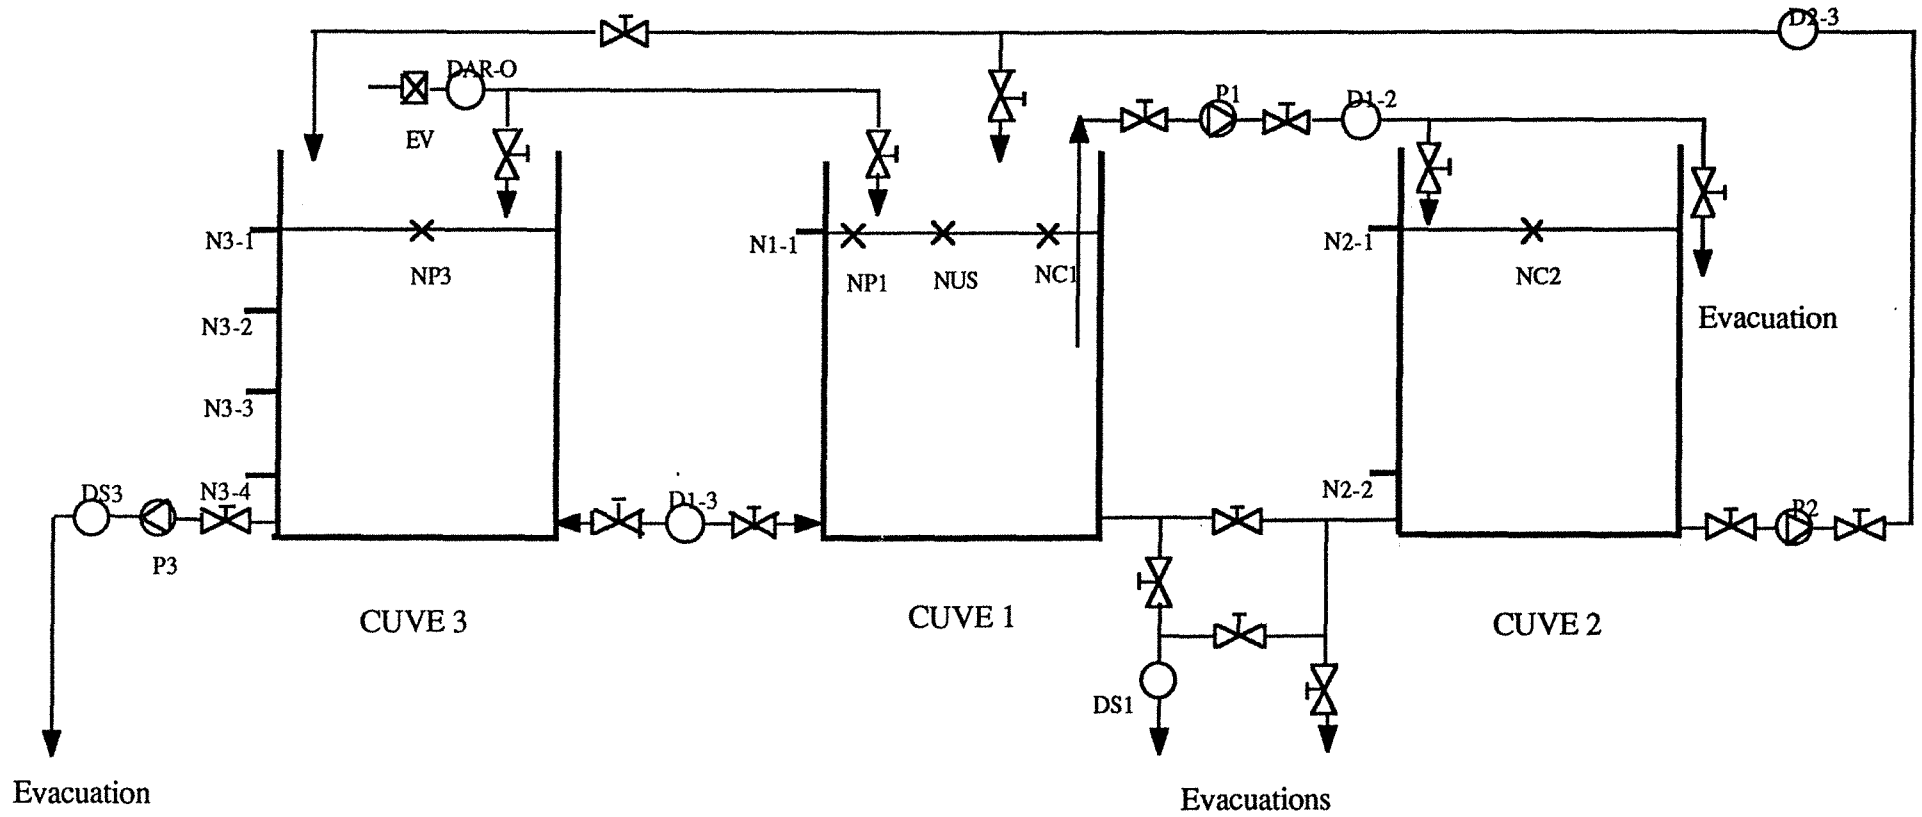 D2-3
DAR-O
P1
D1-2
EV
N3-1
NP3
N1-1
NP1
NUS
NC1
N2-1
NC2
Evacuation
N3-2
N3-3
N3-4
DS3
P3
D1-3
N2-2
P2
CUVE 3
CUVE 1
CUVE 2
DS1
Evacuation
Evacuations